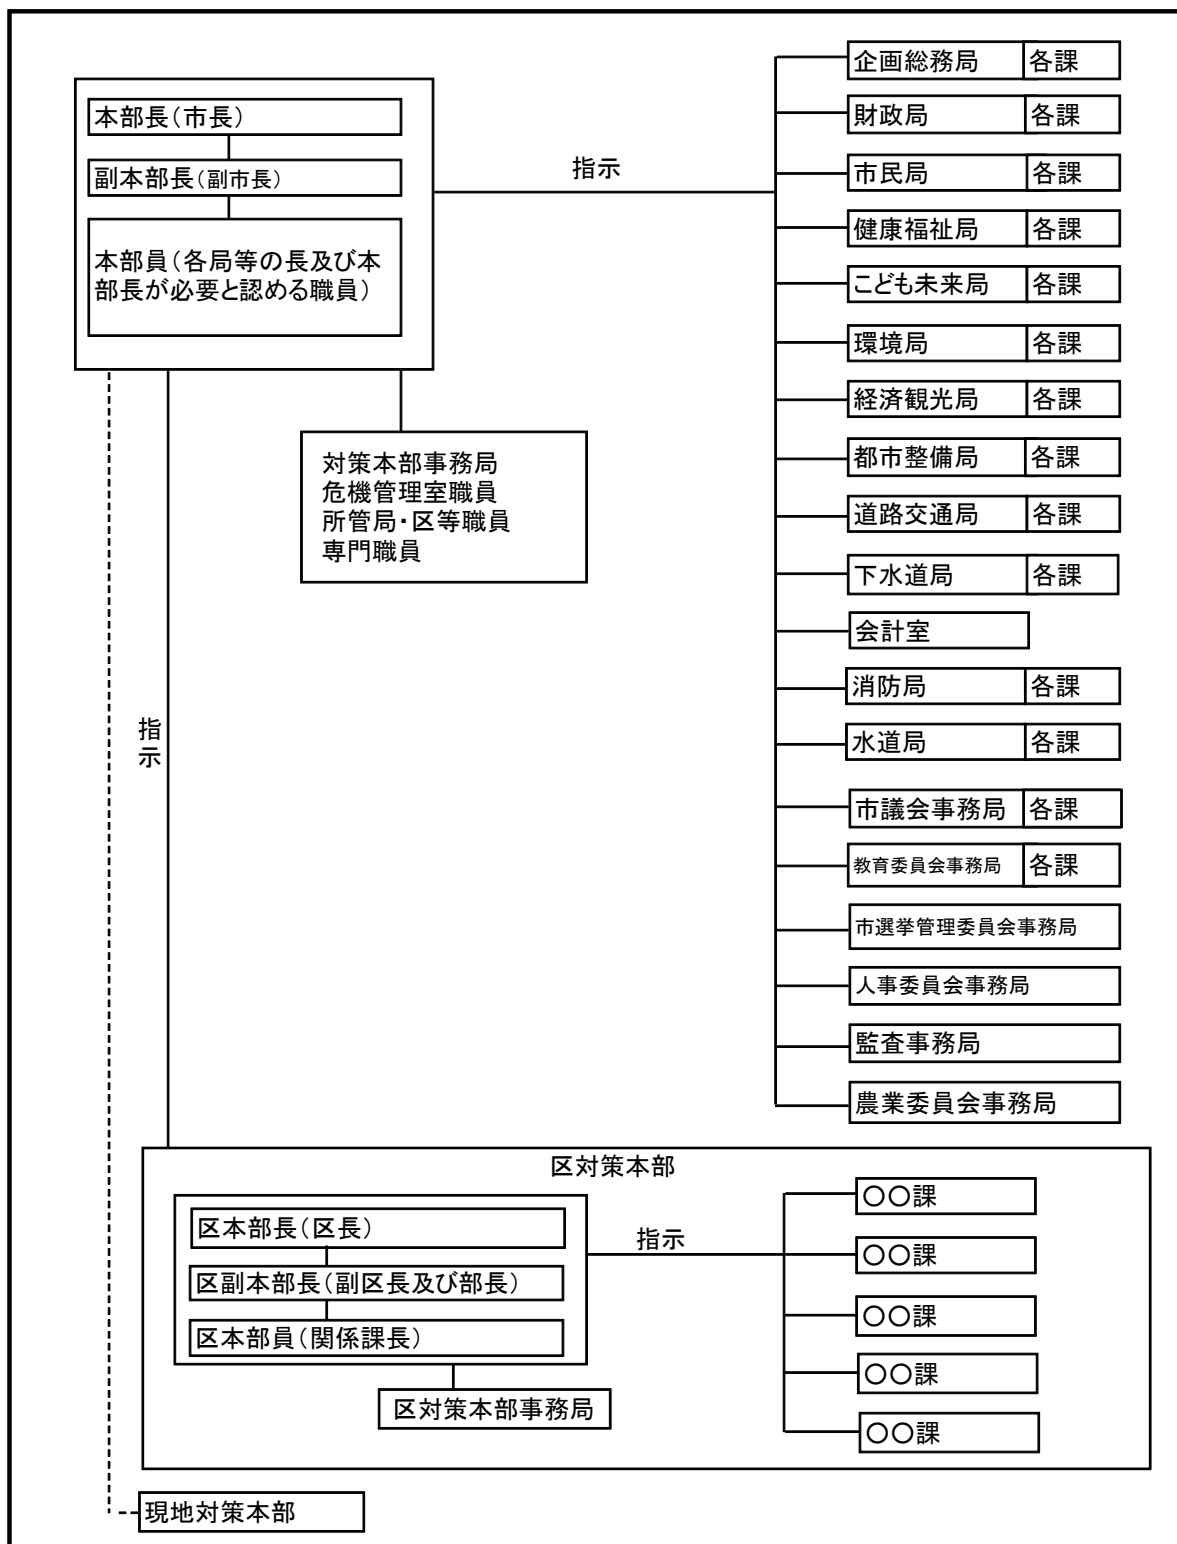 本部長(市長)
副本部長(副市長)
本部員(各局等の長及び本
部長が必要と認める職員)
対策本部事務局
危機管理室職員
所管局・区等職員
専門職員
指示
企画総務局 各課
財政局 各課
市民局 各課
健康福祉局 各課
こども未来局 各課
環境局 各課
経済観光局 各課
都市整備局 各課
道路交通局 各課
下水道局 各課
会計室
消防局 各課
水道局 各課
市議会事務局 各課
教育委員会事務局 各課
市選挙管理委員会事務局
人事委員会事務局
監査事務局
農業委員会事務局
指示
区対策本部
区本部長(区長)
区副本部長(副区長及び部長)
区本部員(関係課長)
区対策本部事務局
指示
○○課
○○課
○○課
○○課
○○課
現地対策本部